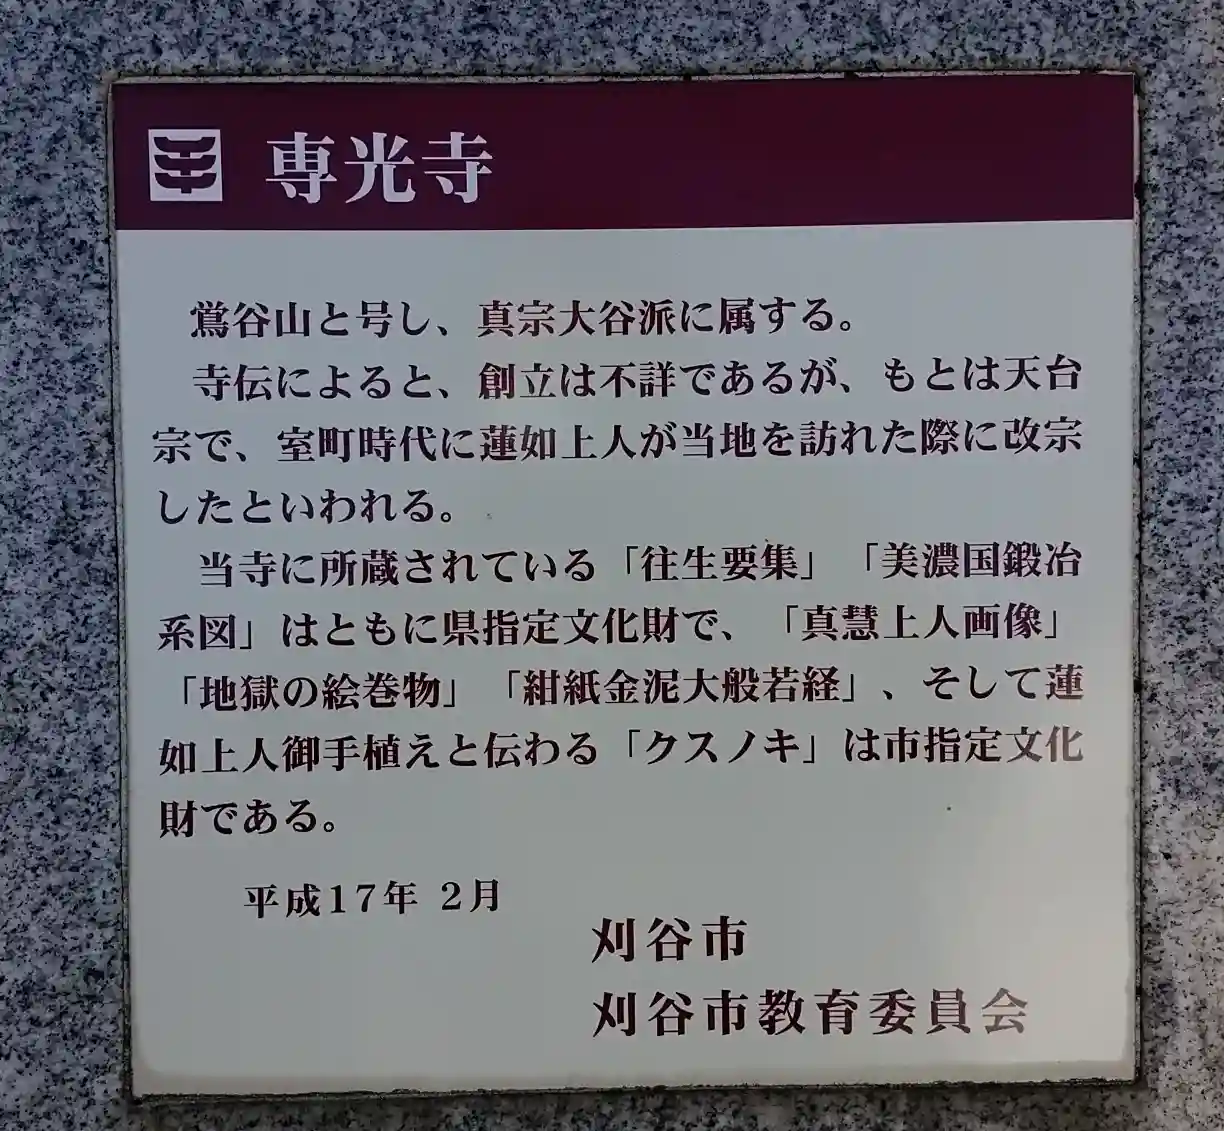 専光寺
鶯谷山と号し、真宗大谷派に属する。
寺伝によると、創立は不詳であるが、もとは天台
宗で、室町時代に蓮如上人が当地を訪れた際に改宗
したといわれる。
当寺に所蔵されている「往生要集」「美濃国鍛冶
系図」はともに県指定文化財で、「真慧上人画像」
「地獄の絵巻物」「紺紙金泥大般若経」、そして蓮
如上人御手植えと伝わる「クスノキ」は市指定文化
財である。
平成17年 2月
刈谷市
刈谷市教育委員会